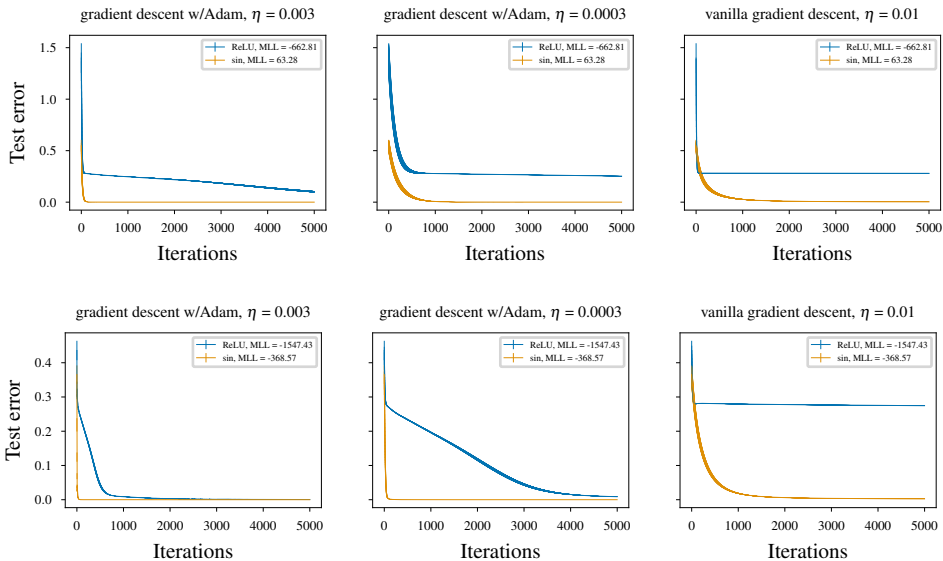 gradient descent w/Adam, η = 0.003
gradient descent w/Adam, η = 0.0003
vanilla gradient descent, η = 0.01
Test error
1.5
1.0
0.5
0.0
ReLU, MLL = -662.81
sin, MLL = 63.28
ReLU, MLL = -662.81
sin, MLL = 63.28
ReLU, MLL = -662.81
sin, MLL = 63.28
0 1000 2000 3000 4000 5000
0 1000 2000 3000 4000 5000
0 1000 2000 3000 4000 5000
Iterations
Iterations
Iterations
gradient descent w/Adam, η = 0.003
gradient descent w/Adam, η = 0.0003
vanilla gradient descent, η = 0.01
Test error
0.4
0.3
0.2
0.1
0.0
ReLU, MLL = -1547.43
sin, MLL = -368.57
ReLU, MLL = -1547.43
sin, MLL = -368.57
ReLU, MLL = -1547.43
sin, MLL = -368.57
0 1000 2000 3000 4000 5000
0 1000 2000 3000 4000 5000
0 1000 2000 3000 4000 5000
Iterations
Iterations
Iterations